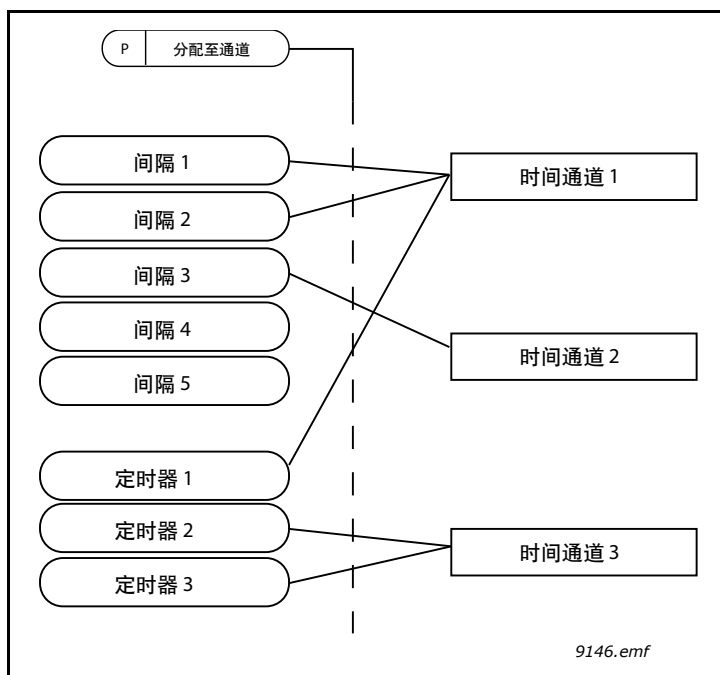 P 分配至通道
间隔 1
间隔 2
间隔 3
间隔 4
间隔 5
定时器 1
定时器 2
定时器 3
时间通道 1
时间通道 2
时间通道 3
9146.emf